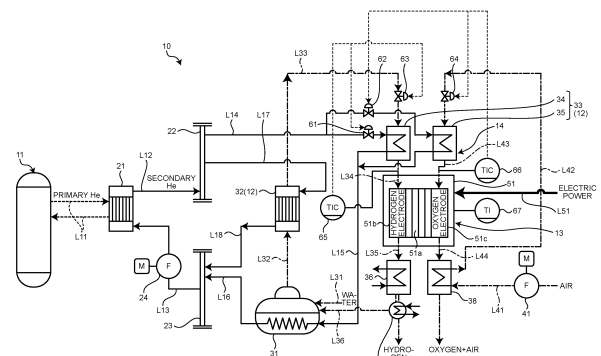 10
L33
62
63
64
34
33
(12)
35
22
L14
L17
61
14
L43
11
21
L12
SECONDARY
He
PRIMARY He
L11
32(12)
L34
TIC
66
51
L42
ELECTRIC
POWER
TIC
65
51b
HYDROGEN
ELECTRODE
OXYGEN
ELECTRODE
51a
51c
TI
67
L51
13
L18
L15
L35
L44
M
F
24
L13
L16
23
L32
L31
WA-
TER
36
38
M
F
AIR
L41
41
31
L36
HYDRO-
GEN
OXYGEN+AIR